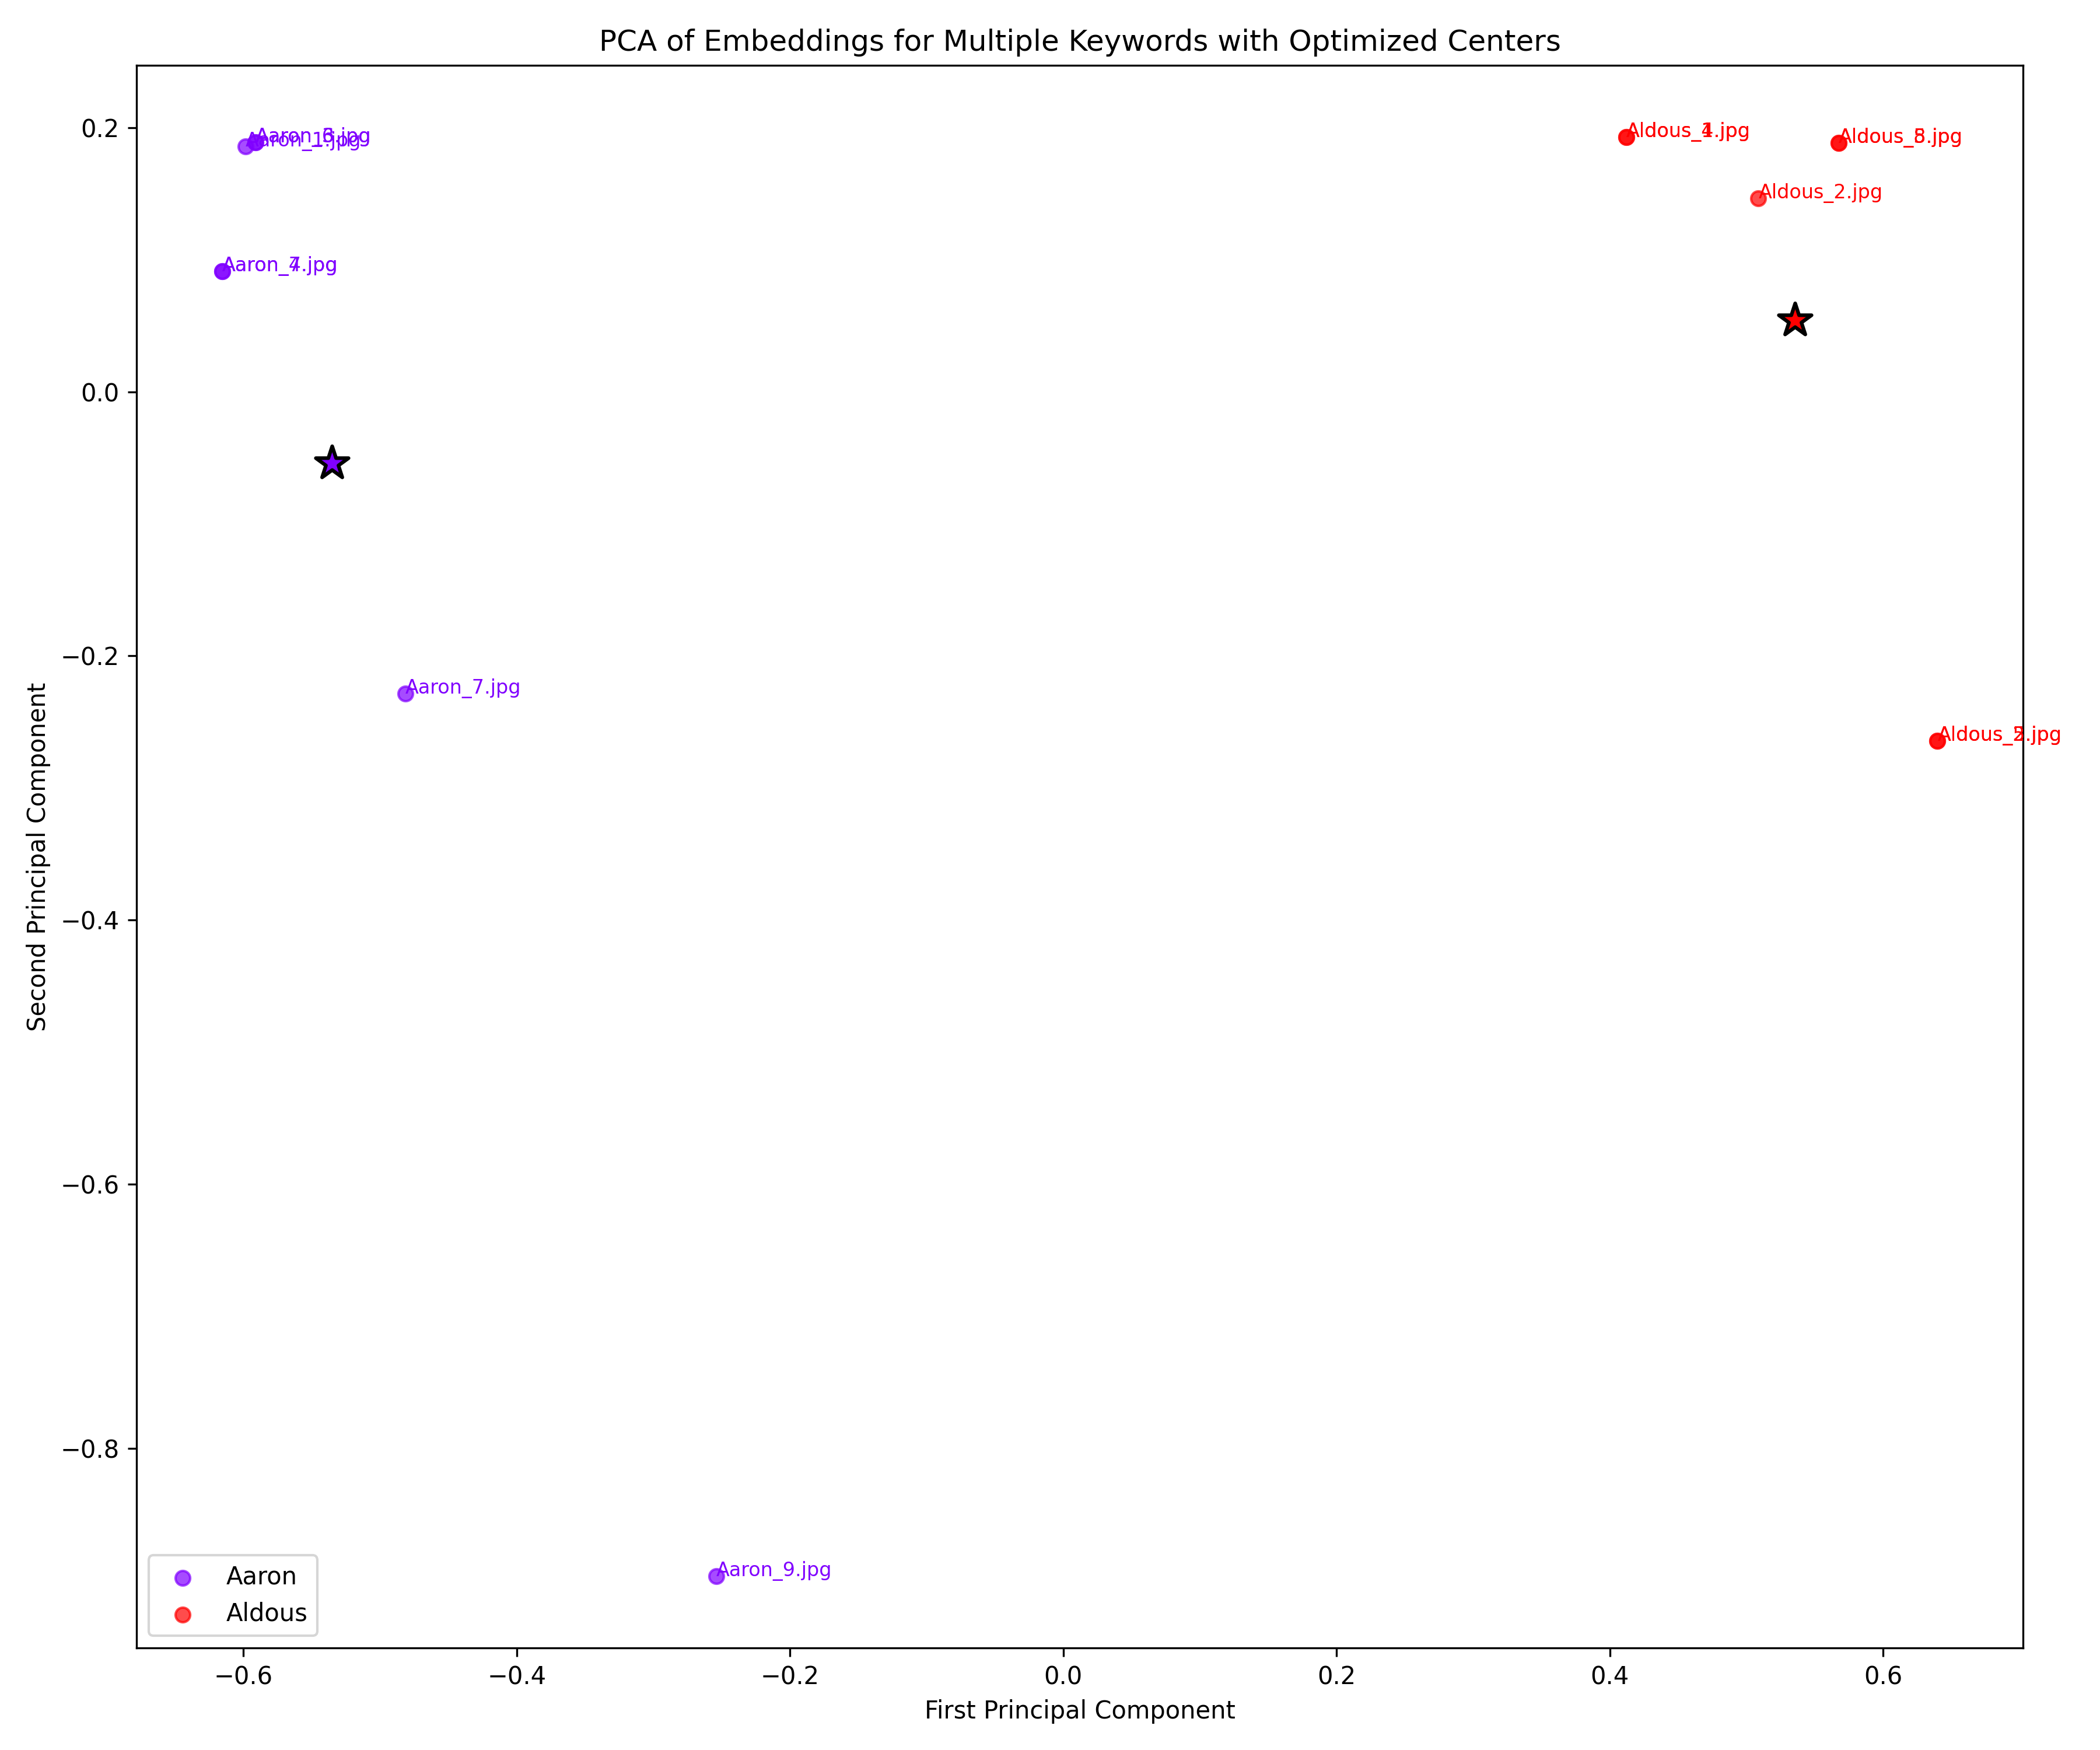 PCA of Embeddings for Multiple Keywords with Optimized Centers
0.2
0.0
−0.2
−0.4
−0.6
−0.8
Second Principal Component
Aldous_2.jpg
Aaron_7.jpg
Aaron_9.jpg
Aaron
Aldous
−0.6
−0.4
−0.2
0.0
0.2
0.4
0.6
First Principal Component